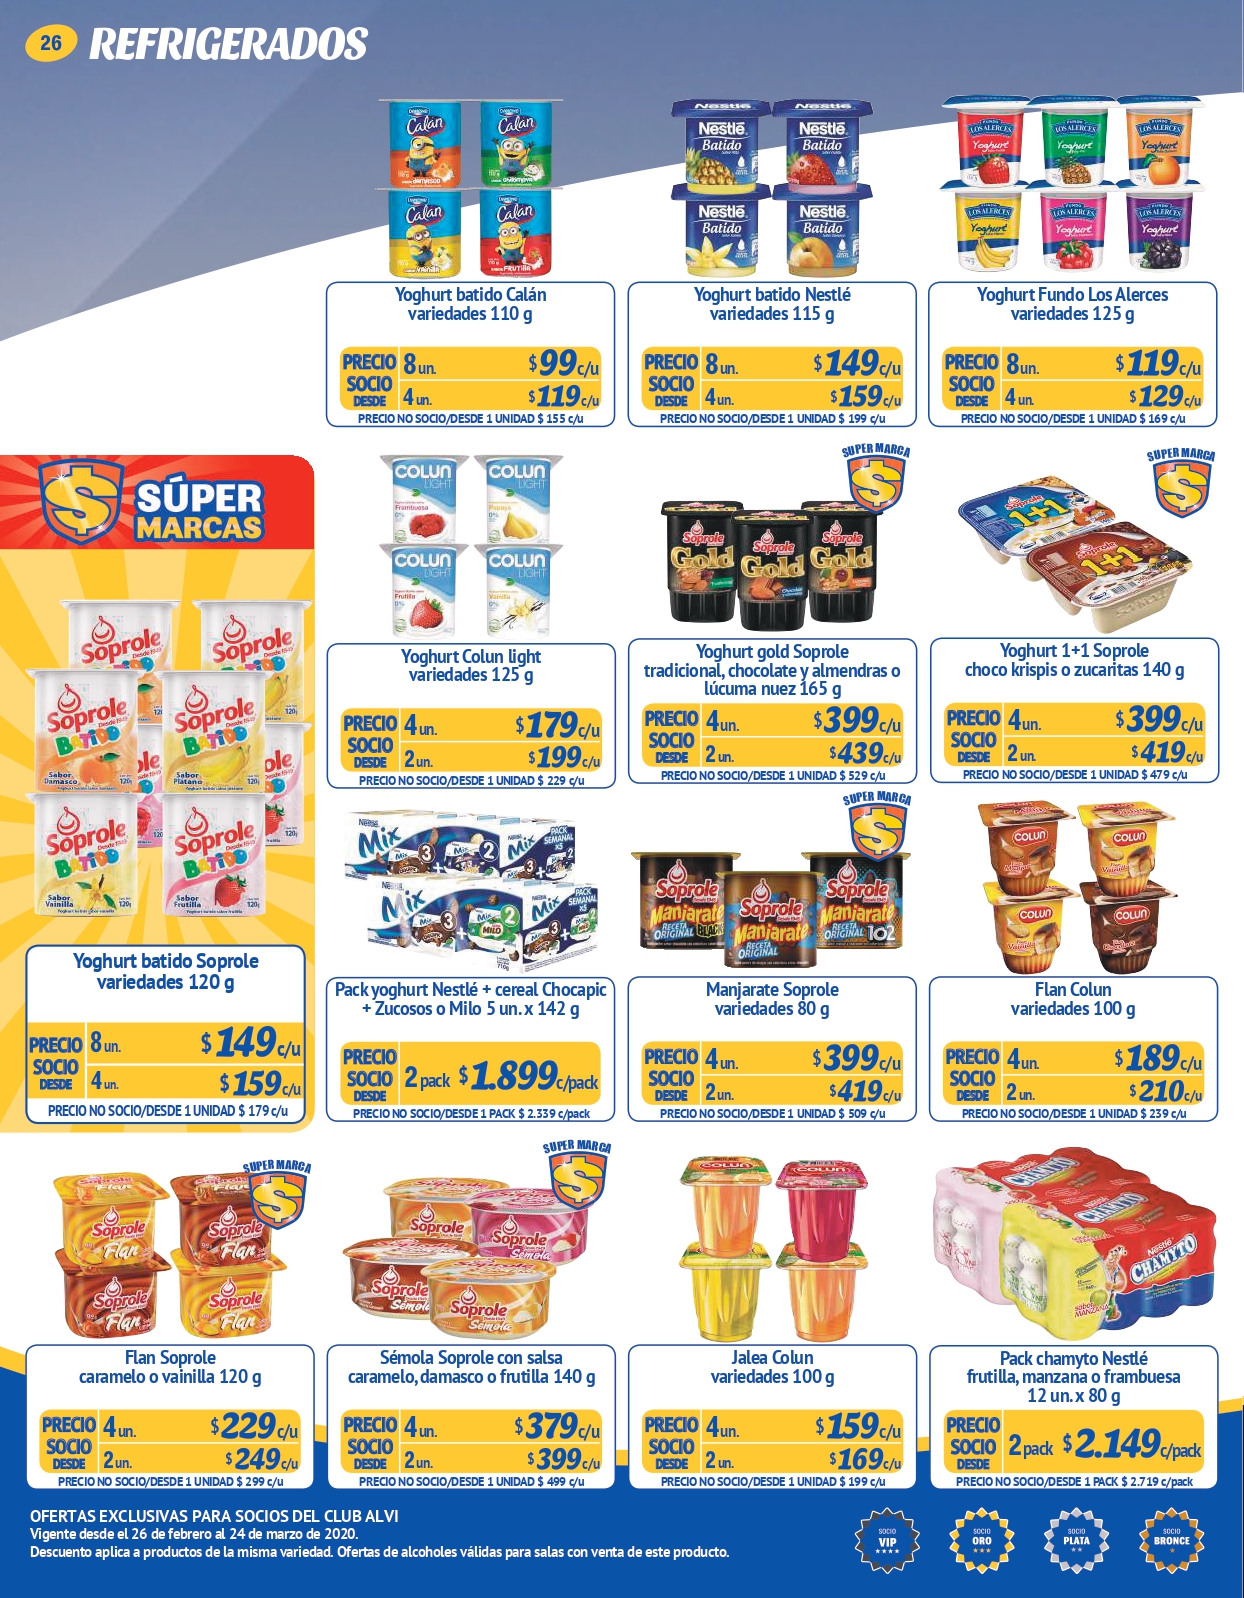 26
REFRIGERADOS
Yoghurt batido Calán
variedades 110 g
PRECIO SOCIO DESDE
8 un. $ 99 c/u
4 un. $ 119 c/u
PRECIO NO SOCIO/DESDE 1 UNIDAD $ 155 c/u
Yoghurt batido Nestlé
variedades 115 g
PRECIO SOCIO DESDE
8 un. $ 149 c/u
4 un. $ 159 c/u
PRECIO NO SOCIO/DESDE 1 UNIDAD $ 199 c/u
Yoghurt Fundo Los Alerces
variedades 125 g
PRECIO SOCIO DESDE
8 un. $ 119 c/u
4 un. $ 129 c/u
PRECIO NO SOCIO/DESDE 1 UNIDAD $ 169 c/u
SÚPER
MARCAS
Yoghurt batido Soprole
variedades 120 g
PRECIO SOCIO DESDE
8 un. $ 149 c/u
4 un. $ 159 c/u
PRECIO NO SOCIO/DESDE 1 UNIDAD $ 179 c/u
Yoghurt Colun light
variedades 125 g
PRECIO SOCIO DESDE
4 un. $ 179 c/u
2 un. $ 199 c/u
PRECIO NO SOCIO/DESDE 1 UNIDAD $ 229 c/u
SUPER MARCA
Yoghurt gold Soprole
tradicional, chocolate y almendras o
lúcuma nuez 165 g
PRECIO SOCIO DESDE
4 un. $ 399 c/u
2 un. $ 439 c/u
PRECIO NO SOCIO/DESDE 1 UNIDAD $ 529 c/u
SUPER MARCA
Yoghurt 1+1 Soprole
choco krispis o zucaritas 140 g
PRECIO SOCIO DESDE
4 un. $ 399 c/u
2 un. $ 419 c/u
PRECIO NO SOCIO/DESDE 1 UNIDAD $ 479 c/u
Pack yoghurt Nestlé + cereal Chocapic
+ Zucosos o Milo 5 un. x 142 g
PRECIO SOCIO DESDE
2 pack $ 1.899 c/pack
PRECIO NO SOCIO/DESDE 1 PACK $ 2.339 c/pack
SUPER MARCA
Manjarate Soprole
variedades 80 g
PRECIO SOCIO DESDE
4 un. $ 399 c/u
2 un. $ 419 c/u
PRECIO NO SOCIO/DESDE 1 UNIDAD $ 509 c/u
Flan Colun
variedades 100 g
PRECIO SOCIO DESDE
4 un. $ 189 c/u
2 un. $ 210 c/u
PRECIO NO SOCIO/DESDE 1 UNIDAD $ 239 c/u
SUPER MARCA
Flan Soprole
caramelo o vainilla 120 g
PRECIO SOCIO DESDE
4 un. $ 229 c/u
2 un. $ 249 c/u
PRECIO NO SOCIO/DESDE 1 UNIDAD $ 299 c/u
SUPER MARCA
Sémola Soprole con salsa
caramelo, damasco o frutilla 140 g
PRECIO SOCIO DESDE
4 un. $ 379 c/u
2 un. $ 399 c/u
PRECIO NO SOCIO/DESDE 1 UNIDAD $ 499 c/u
Jalea Colun
variedades 100 g
PRECIO SOCIO DESDE
4 un. $ 159 c/u
2 un. $ 169 c/u
PRECIO NO SOCIO/DESDE 1 UNIDAD $ 199 c/u
Pack chamyto Nestlé
frutilla, manzana o frambuesa
12 un. x 80 g
PRECIO SOCIO DESDE
2 pack $ 2.149 c/pack
PRECIO NO SOCIO/DESDE 1 PACK $ 2.719 c/pack
OFERTAS EXCLUSIVAS PARA SOCIOS DEL CLUB ALVI
Vigente desde el 26 de febrero al 24 de marzo de 2020.
Descuento aplica a productos de la misma variedad. Ofertas de alcoholes válidas para salas con venta de este producto.
SOCIO VIP
SOCIO ORO
SOCIO PLATA
SOCIO BRONCE